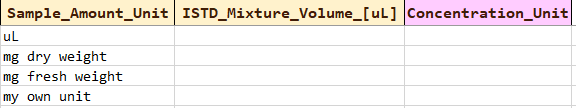 Sample_Amount_Unit ISTD_Mixture_Volume_[uL] Concentration_Unit
uL
mg dry weight
mg fresh weight
my own unit